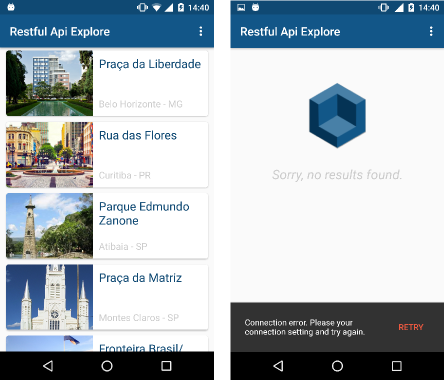 14:40
Restful Api Explore
Praça da Liberdade
Belo Horizonte - MG
Rua das Flores
Curitiba - PR
Parque Edmundo
Zanone
Atibaia - SP
Praça da Matriz
Montes Claros - SP
Fronteira Brasil/
14:40
Restful Api Explore
Sorry, no results found.
Connection error. Please your
connection setting and try again.
RETRY